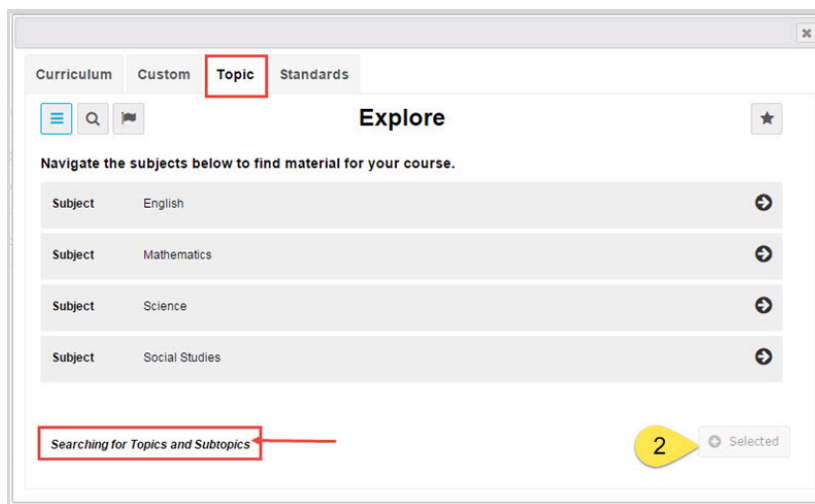 Curriculum Custom Topic Standards
Explore
Navigate the subjects below to find material for your course.
Subject English
Subject Mathematics
Subject Science
Subject Social Studies
Searching for Topics and Subtopics
2 Selected